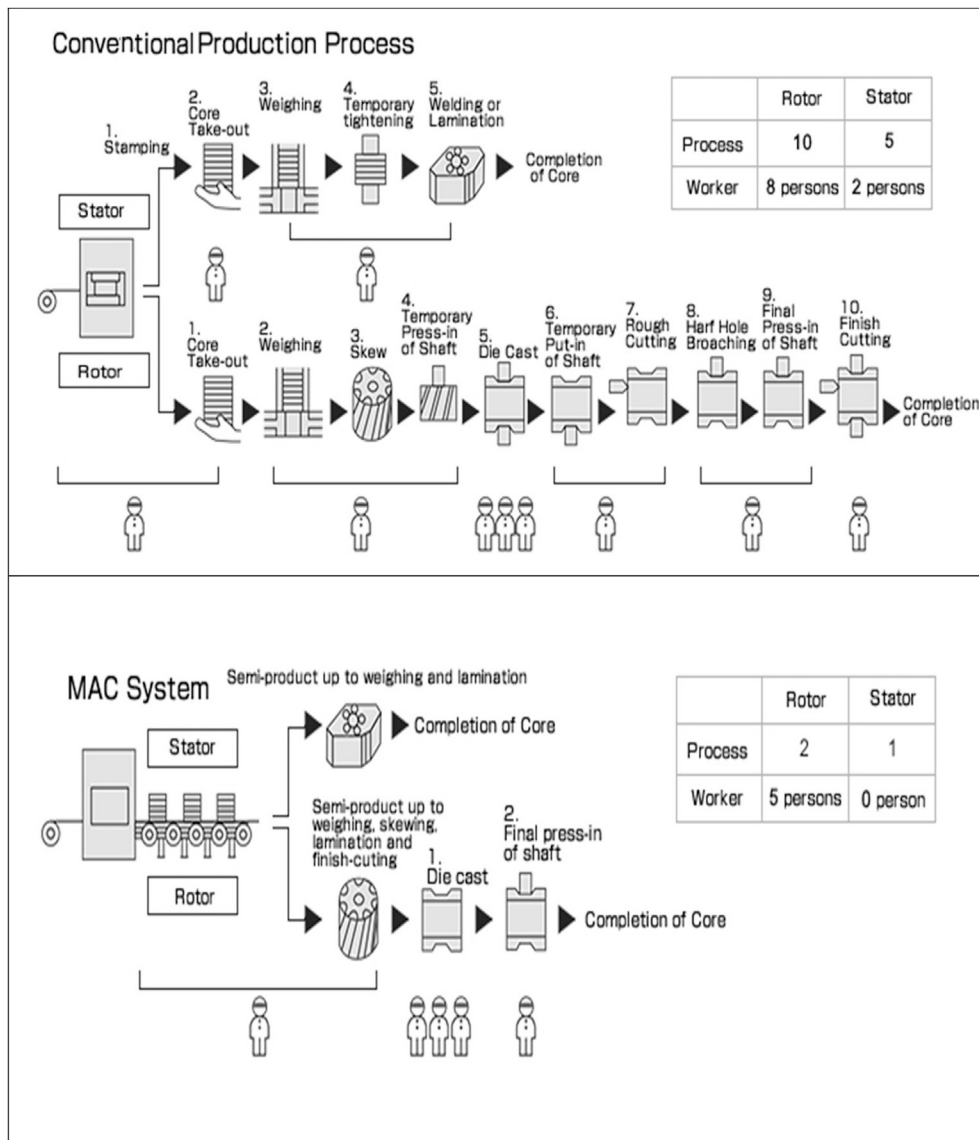 Conventional Production Process
1.
Stamping
2.
Core
Take-out
3.
Weighing
4.
Temporary
tightening
5.
Welding or
Lamination
Completion
of Core
Rotor
Stator
Process
10
5
Worker
8 persons
2 persons
Stator
Rotor
1.
Core
Take-out
2.
Weighing
3.
Skew
4.
Temporary
Press-in
of Shaft
5.
Die Cast
6.
Temporary
Put-in
of Shaft
7.
Rough
Cutting
8.
Harf Hole
Broaching
9.
Final
Press-in
of Shaft
10.
Finish
Cutting
Completion
of Core
MAC System
Semi-product up to weighing and lamination
Completion of Core
Rotor
Stator
Process
2
1
Worker
5 persons
0 person
Stator
Rotor
Semi-product up to
weighing, skewing,
lamination and
finish-cuting
1.
Die cast
2.
Final press-in
of shaft
Completion of Core